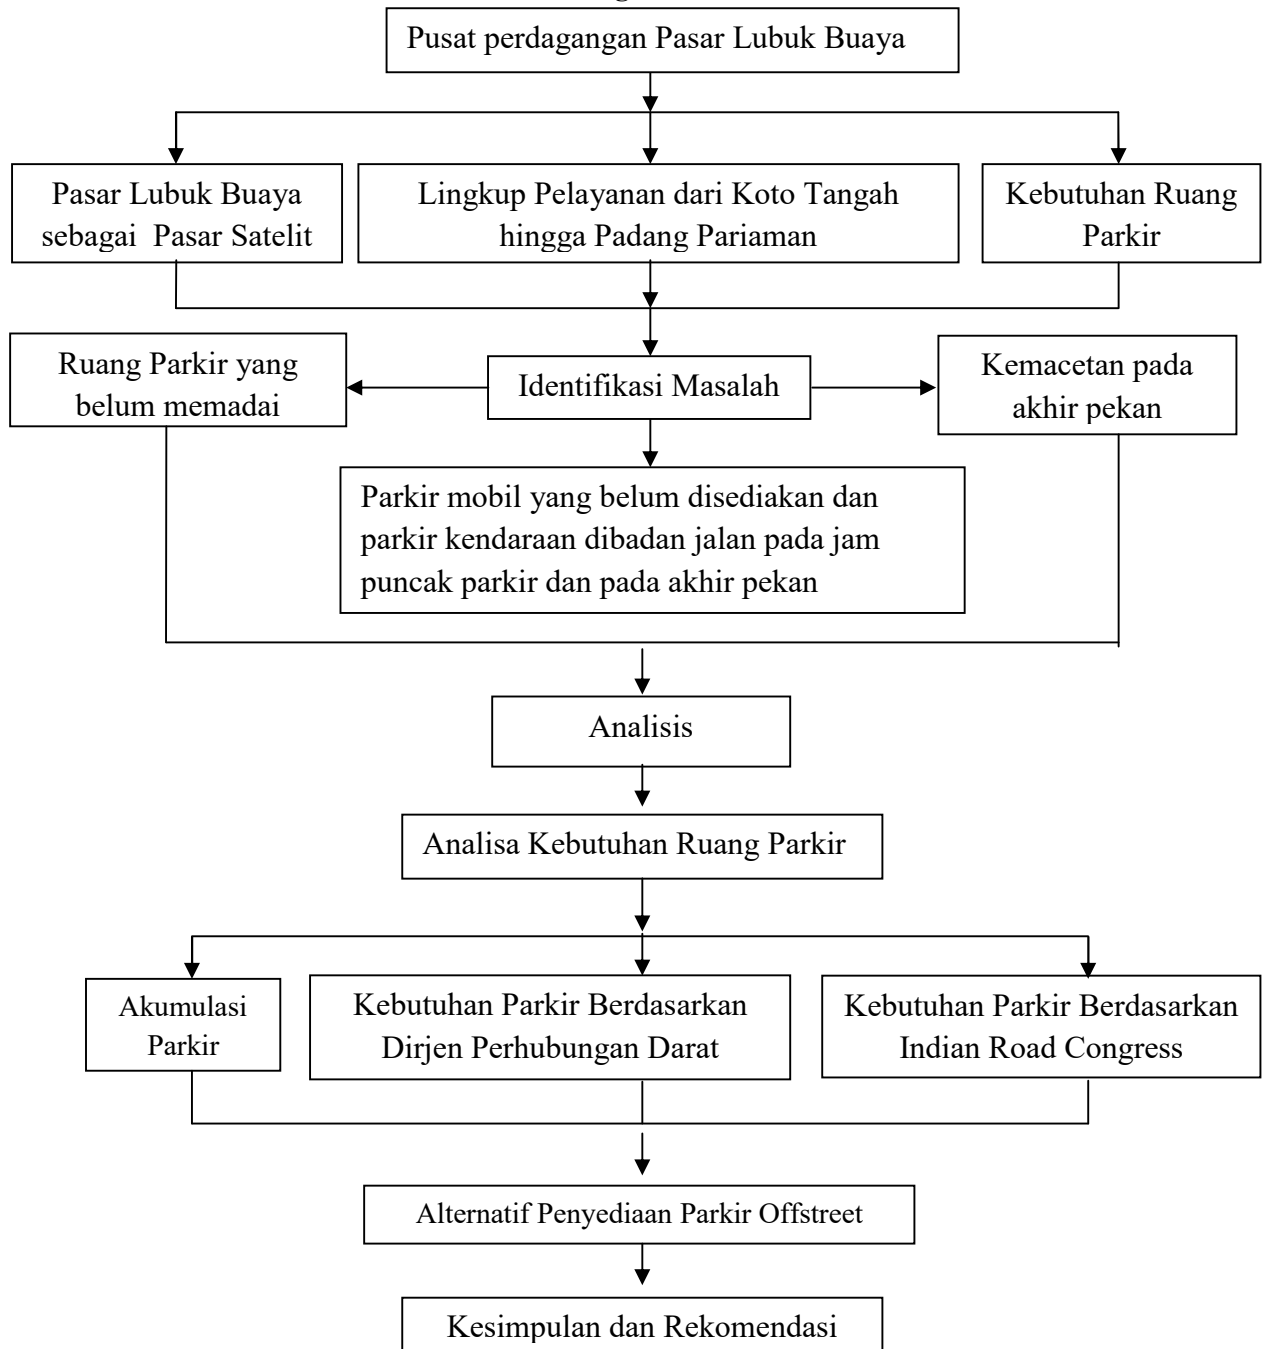 Pusat perdagangan Pasar Lubuk Buaya
Pasar Lubuk Buaya
sebagai Pasar Satelit
Lingkup Pelayanan dari Koto Tangah
hingga Padang Pariaman
Kebutuhan Ruang
Parkir
Ruang Parkir yang
belum memadai
Identifikasi Masalah
Kemacetan pada
akhir pekan
Parkir mobil yang belum disediakan dan
parkir kendaraan dibadan jalan pada jam
puncak parkir dan pada akhir pekan
Analisis
Analisa Kebutuhan Ruang Parkir
Akumulasi
Parkir
Kebutuhan Parkir Berdasarkan
Dirjen Perhubungan Darat
Kebutuhan Parkir Berdasarkan
Indian Road Congress
Alternatif Penyediaan Parkir Offstreet
Kesimpulan dan Rekomendasi